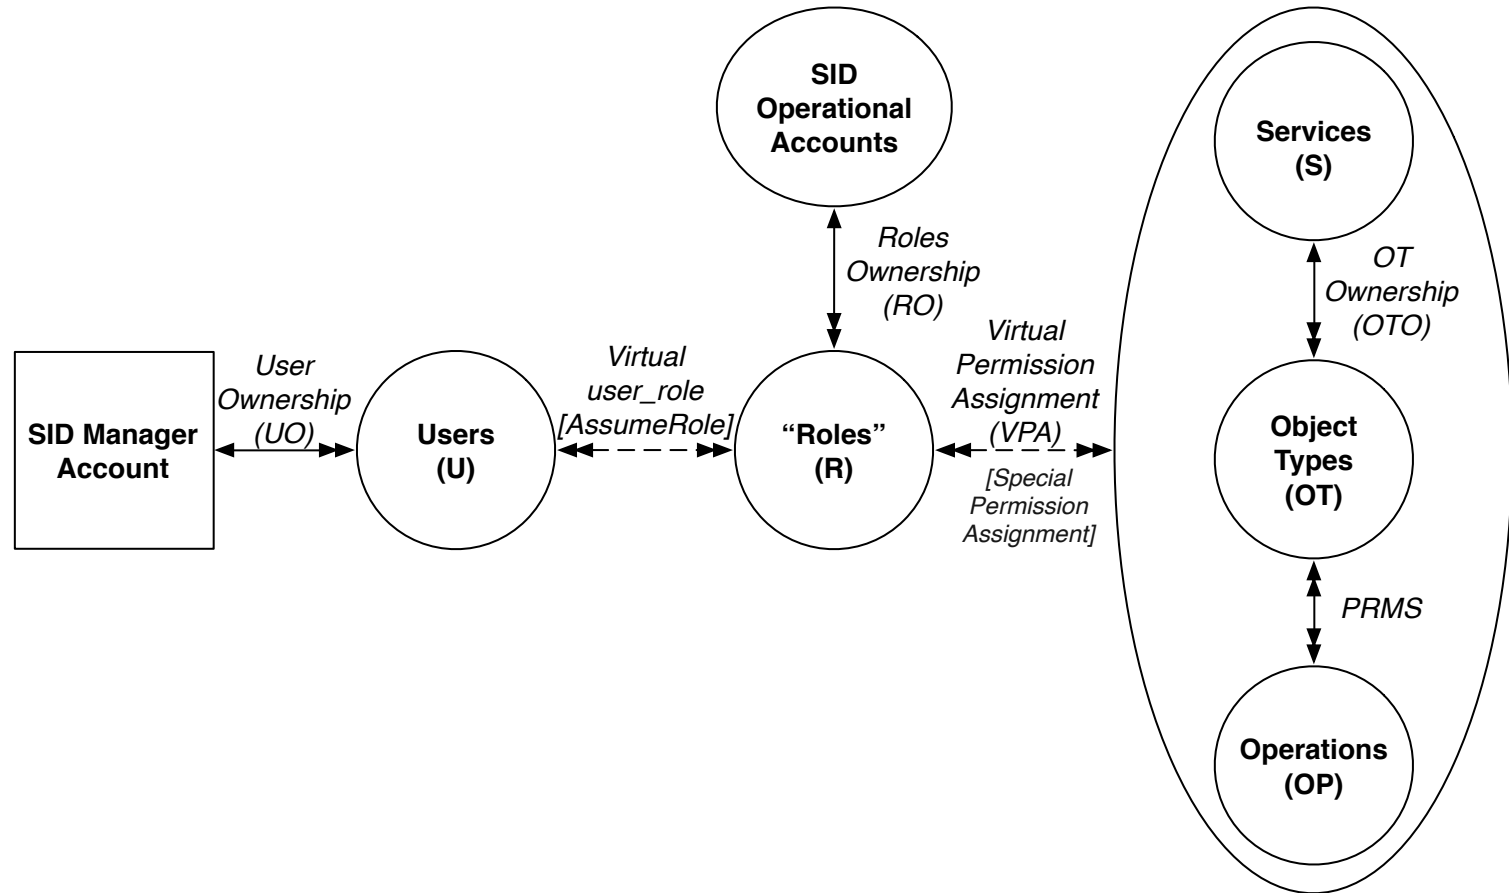 SID
Operational
Accounts
Services
(S)
Roles
Ownership
(RO)
OT
Ownership
(OTO)
User
Ownership
(UO)
Virtual
user_role
[AssumeRole]
Virtual
Permission
Assignment
(VPA)
[Special
Permission
Assignment]
SID Manager
Account
Users
(U)
“Roles”
(R)
Object
Types
(OT)
PRMS
Operations
(OP)